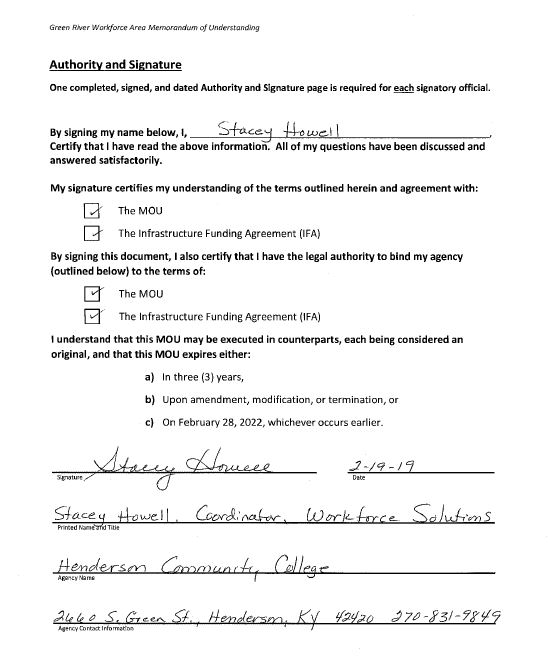 Green River Workforce Area Memorandum of Understanding
Authority and Signature
One completed, signed, and dated Authority and Signature page is required for each signatory official.
By signing my name below, I, Stacey Howell,
Certify that I have read the above information. All of my questions have been discussed and
answered satisfactorily.
My signature certifies my understanding of the terms outlined herein and agreement with:
The MOU
The Infrastructure Funding Agreement (IFA)
By signing this document, I also certify that I have the legal authority to bind my agency
(outlined below) to the terms of:
The MOU
The Infrastructure Funding Agreement (IFA)
I understand that this MOU may be executed in counterparts, each being considered an
original, and that this MOU expires either:
a) In three (3) years,
b) Upon amendment, modification, or termination, or
c) On February 28, 2022, whichever occurs earlier.
Stacey Howell 2-19-19
Signature Date
Stacey Howell, Coordinator, Workforce Solutions
Printed Name and Title
Henderson Community College
Agency Name
2660 S. Green St., Henderson, KY 42420 270-831-9849
Agency Contact Information